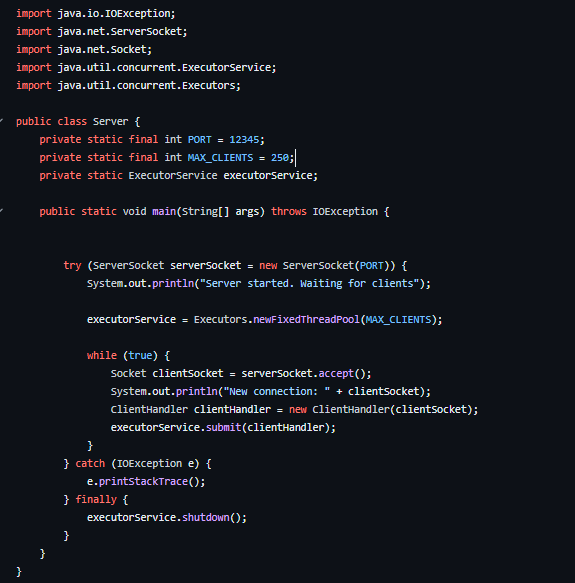 import java.io.IOException;
import java.net.ServerSocket;
import java.net.Socket;
import java.util.concurrent.ExecutorService;
import java.util.concurrent.Executors;

public class Server {
    private static final int PORT = 12345;
    private static final int MAX_CLIENTS = 250;
    private static ExecutorService executorService;

    public static void main(String[] args) throws IOException {


        try (ServerSocket serverSocket = new ServerSocket(PORT)) {
            System.out.println("Server started. Waiting for clients");

            executorService = Executors.newFixedThreadPool(MAX_CLIENTS);

            while (true) {
                Socket clientSocket = serverSocket.accept();
                System.out.println("New connection: " + clientSocket);
                ClientHandler clientHandler = new ClientHandler(clientSocket);
                executorService.submit(clientHandler);
            }
        } catch (IOException e) {
            e.printStackTrace();
        } finally {
            executorService.shutdown();
        }
    }
}